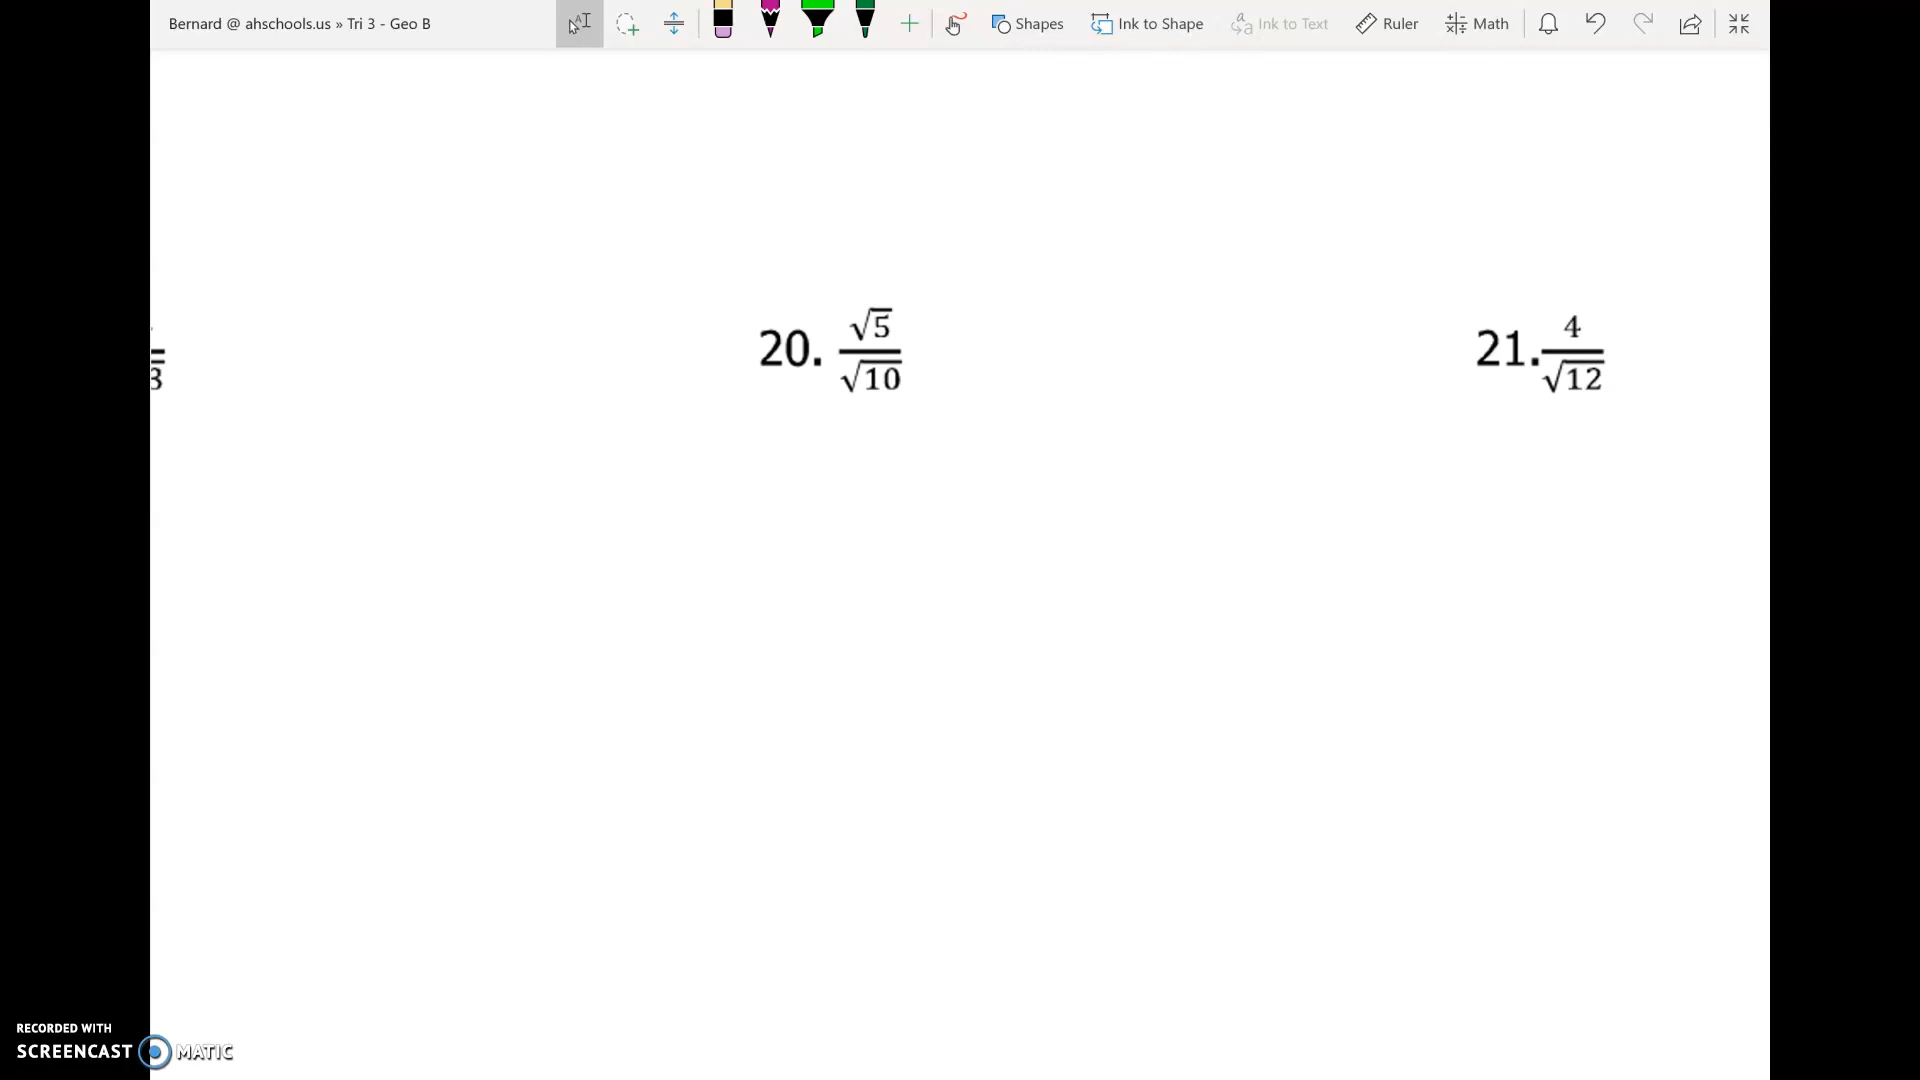 Bernard @ ahschools.us » Tri 3 - Geo B
Shapes
Ink to Shape
Ink to Text
Ruler
Math
3
20. √5/√10
21. 4/√12
RECORDED WITH
SCREENCAST MATIC